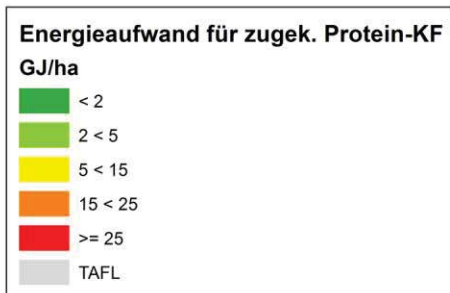 Energieaufwand für zugek. Protein-KF
GJ/ha
< 2
2 < 5
5 < 15
15 < 25
>= 25
TAFL